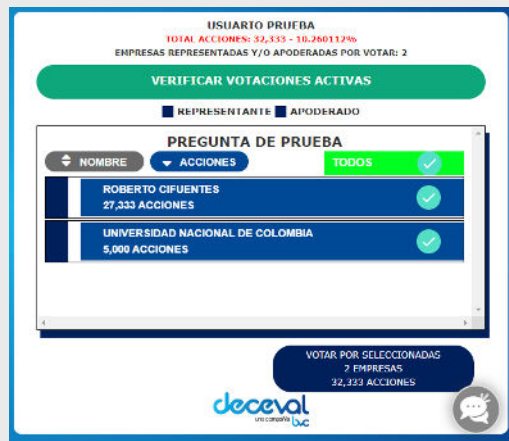 USUARIO PRUEBA
TOTAL ACCIONES: 32,333 - 10.260112%
EMPRESAS REPRESENTADAS Y/O APODERADAS POR VOTAR: 2
VERIFICAR VOTACIONES ACTIVAS
REPRESENTANTE APODERADO
PREGUNTA DE PRUEBA
NOMBRE ACCIONES TODOS
ROBERTO CIFUENTES
27,333 ACCIONES
UNIVERSIDAD NACIONAL DE COLOMBIA
5,000 ACCIONES
VOTAR POR SELECCIONADAS
2 EMPRESAS
32,333 ACCIONES
deceval
una compañía bvc